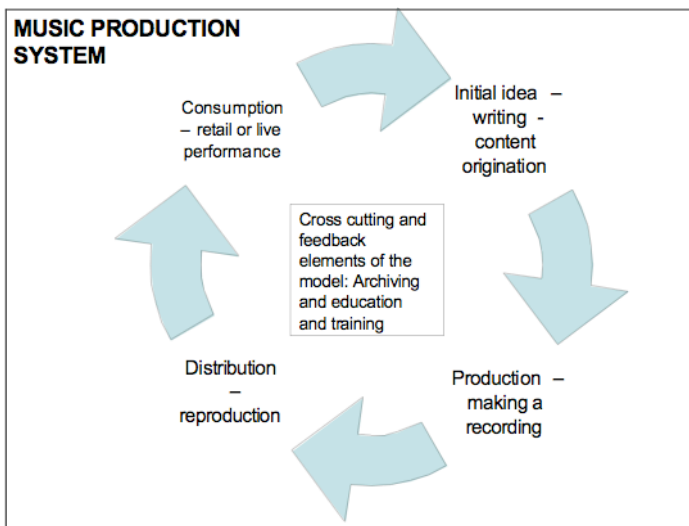 MUSIC PRODUCTION
SYSTEM
Consumption
– retail or live
performance
Initial idea –
writing -
content
origination
Cross cutting and
feedback
elements of the
model: Archiving
and education
and training
Distribution
–
reproduction
Production –
making a
recording